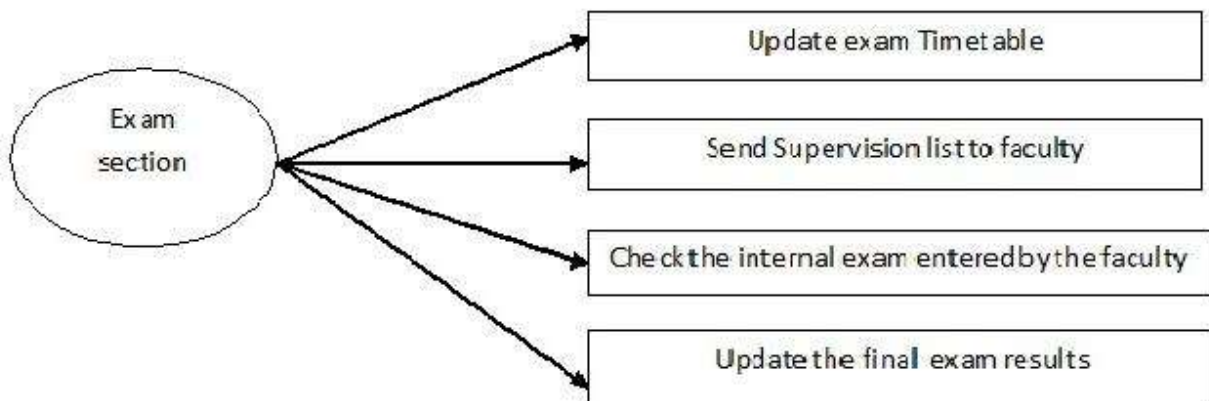 Exam
section
Update exam Timetable
Send Supervision list to faculty
Check the internal exam entered by the faculty
Update the final exam results